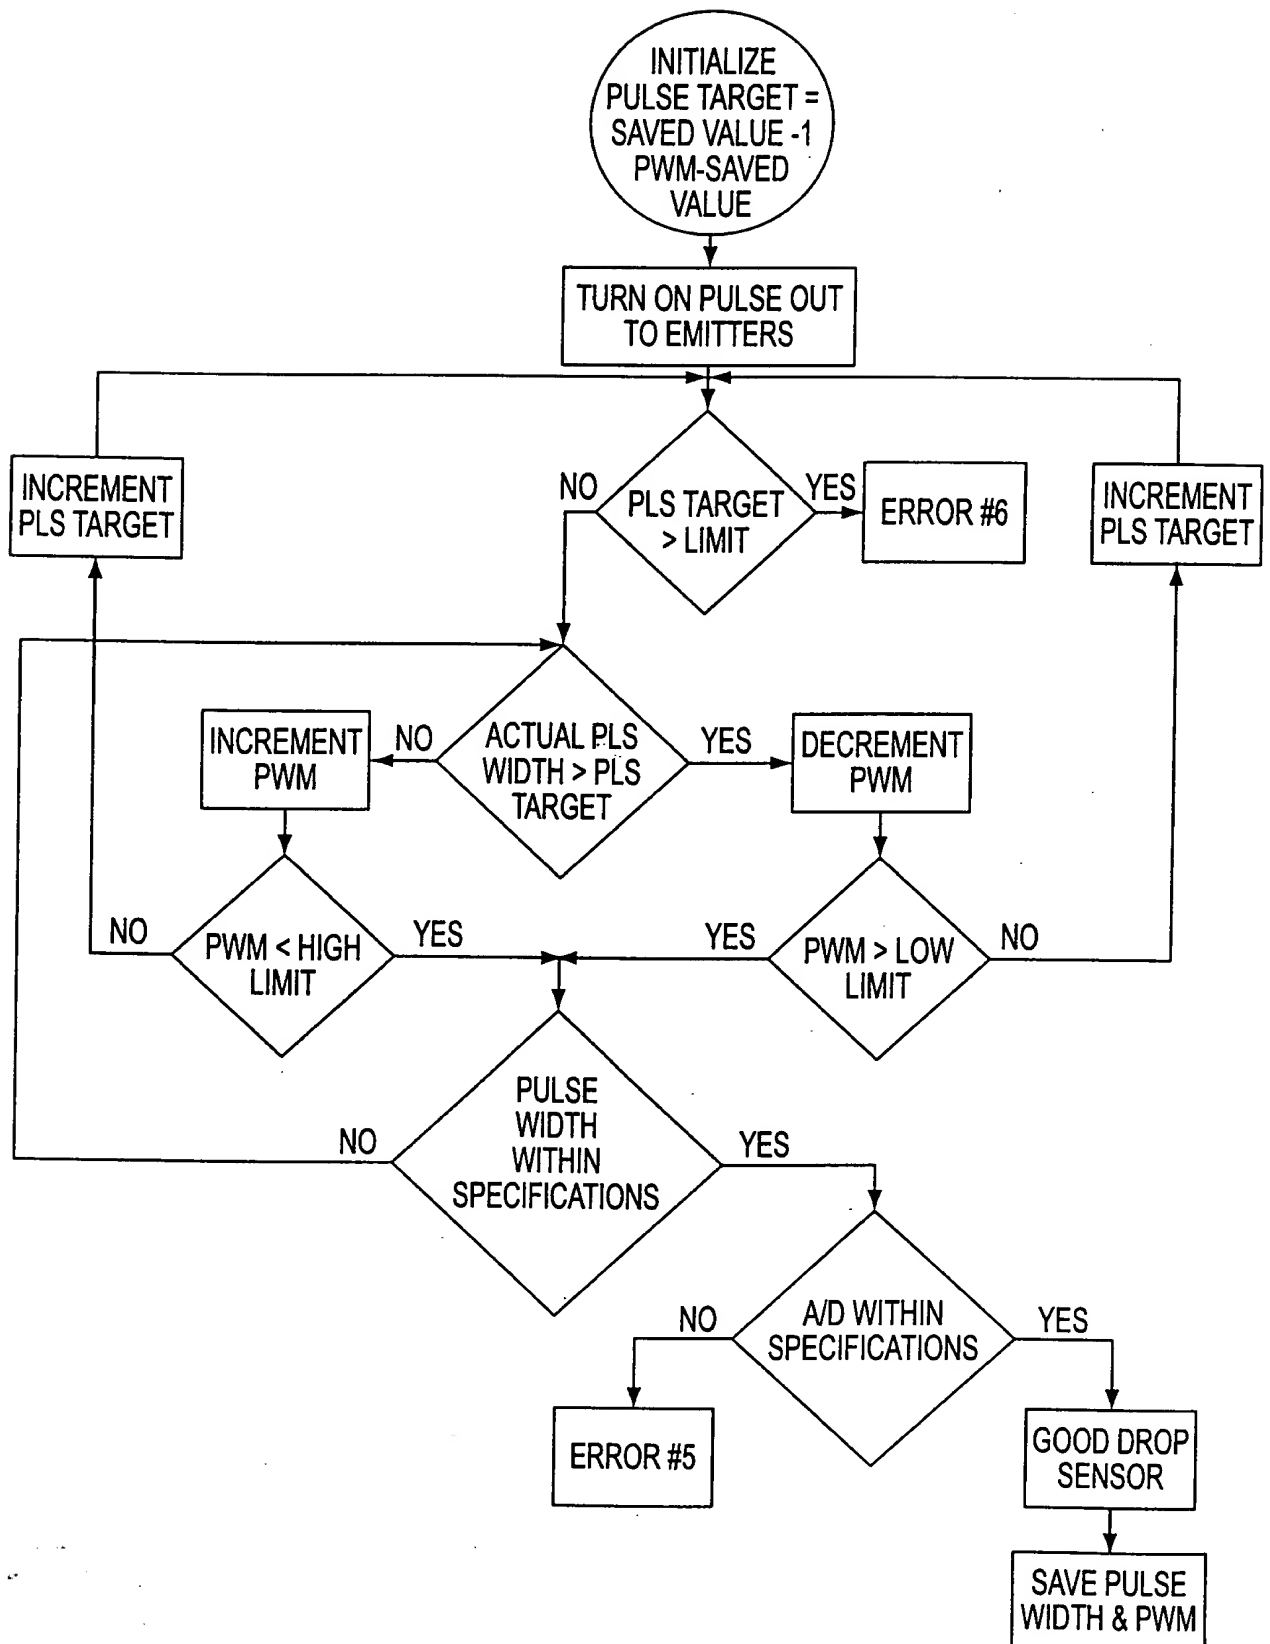 INITIALIZE
PULSE TARGET =
SAVED VALUE -1
PWM-SAVED
VALUE
TURN ON PULSE OUT
TO EMITTERS
INCREMENT
PLS TARGET
NO
PLS TARGET
> LIMIT
YES
ERROR #6
INCREMENT
PLS TARGET
INCREMENT
PWM
NO
ACTUAL PLS
WIDTH > PLS
TARGET
YES
DECREMENT
PWM
NO
PWM < HIGH
LIMIT
YES
YES
PWM > LOW
LIMIT
NO
NO
PULSE
WIDTH
WITHIN
SPECIFICATIONS
YES
NO
A/D WITHIN
SPECIFICATIONS
YES
ERROR #5
GOOD DROP
SENSOR
SAVE PULSE
WIDTH & PWM